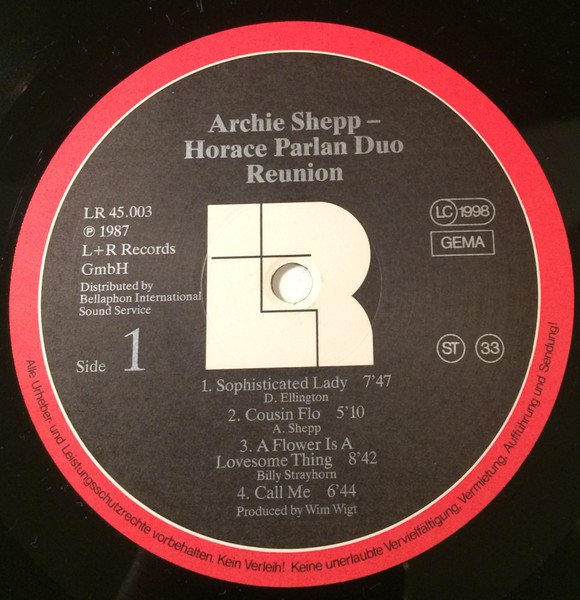 Archie Shepp –
Horace Parlan Duo
Reunion
LR 45.003
℗ 1987
L+R Records
GmbH
Distributed by
Bellaphon International
Sound Service
LC 1998
GEMA
LR
Side 1
ST 33
1. Sophisticated Lady 7'47
D. Ellington
2. Cousin Flo 5'10
A. Shepp
3. A Flower Is A
Lovesome Thing 8'42
Billy Strayhorn
4. Call Me 6'44
Produced by Wim Wigt
Alle Urheber- und Leistungsschutzrechte vorbehalten. Kein Verleih! Keine unerlaubte Vervielfältigung, Vermietung, Aufführung und Sendung!